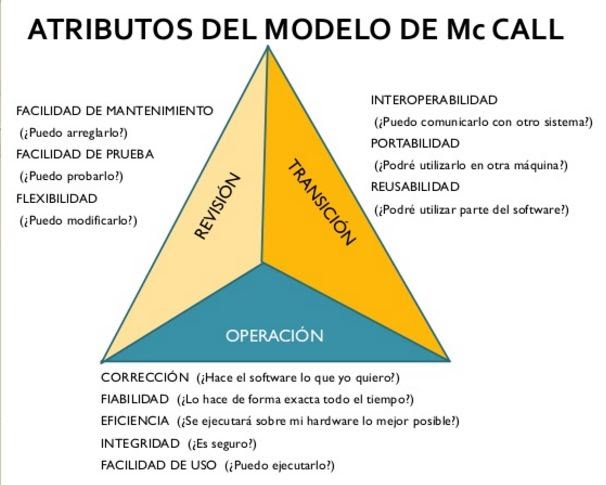 ATRIBUTOS DEL MODELO DE Mc CALL
FACILIDAD DE MANTENIMIENTO
(¿Puedo arreglarlo?)
FACILIDAD DE PRUEBA
(¿Puedo probarlo?)
FLEXIBILIDAD
(¿Puedo modificarlo?)
REVISIÓN
TRANSICIÓN
INTEROPERABILIDAD
(¿Puedo comunicarlo con otro sistema?)
PORTABILIDAD
(¿Podré utilizarlo en otra máquina?)
REUSABILIDAD
(¿Podré utilizar parte del software?)
OPERACIÓN
CORRECCIÓN (¿Hace el software lo que yo quiero?)
FIABILIDAD (¿Lo hace de forma exacta todo el tiempo?)
EFICIENCIA (¿Se ejecutará sobre mi hardware lo mejor posible?)
INTEGRIDAD (¿Es seguro?)
FACILIDAD DE USO (¿Puedo ejecutarlo?)